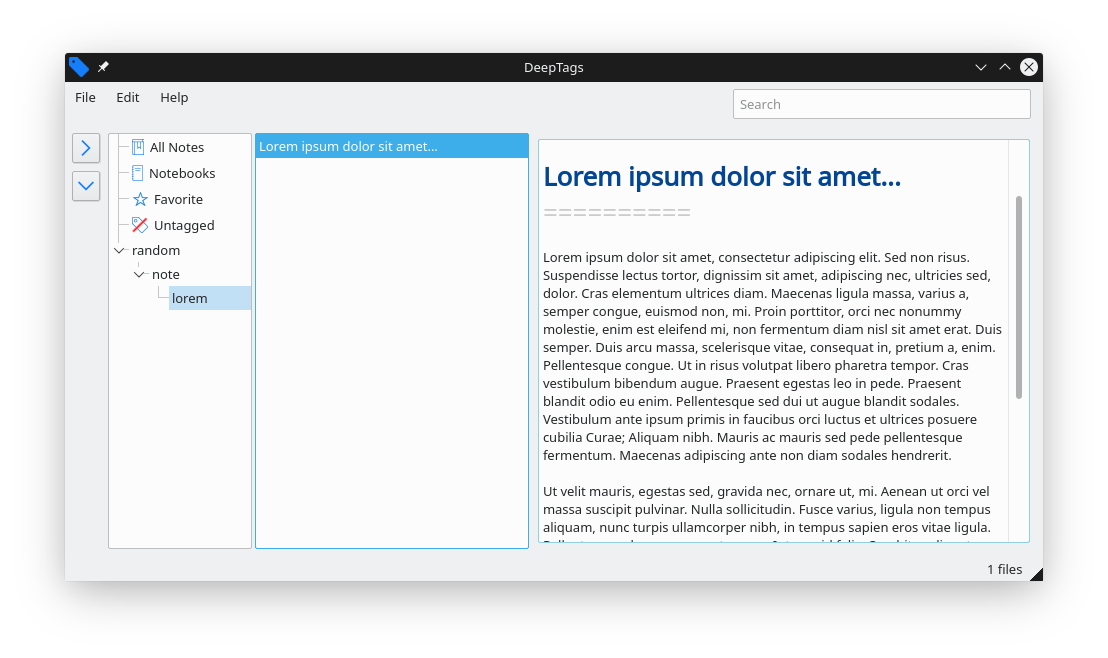 DeepTags
File Edit Help
Search
All Notes
Notebooks
Favorite
Untagged
random
note
lorem
Lorem ipsum dolor sit amet...
Lorem ipsum dolor sit amet...
==========
Lorem ipsum dolor sit amet, consectetur adipiscing elit. Sed non risus.
Suspendisse lectus tortor, dignissim sit amet, adipiscing nec, ultricies sed,
dolor. Cras elementum ultrices diam. Maecenas ligula massa, varius a,
semper congue, euismod non, mi. Proin porttitor, orci nec nonummy
molestie, enim est eleifend mi, non fermentum diam nisl sit amet erat. Duis
semper. Duis arcu massa, scelerisque vitae, consequat in, pretium a, enim.
Pellentesque congue. Ut in risus volutpat libero pharetra tempor. Cras
vestibulum bibendum augue. Praesent egestas leo in pede. Praesent
blandit odio eu enim. Pellentesque sed dui ut augue blandit sodales.
Vestibulum ante ipsum primis in faucibus orci luctus et ultrices posuere
cubilia Curae; Aliquam nibh. Mauris ac mauris sed pede pellentesque
fermentum. Maecenas adipiscing ante non diam sodales hendrerit.
Ut velit mauris, egestas sed, gravida nec, ornare ut, mi. Aenean ut orci vel
massa suscipit pulvinar. Nulla sollicitudin. Fusce varius, ligula non tempus
aliquam, nunc turpis ullamcorper nibh, in tempus sapien eros vitae ligula.
1 files